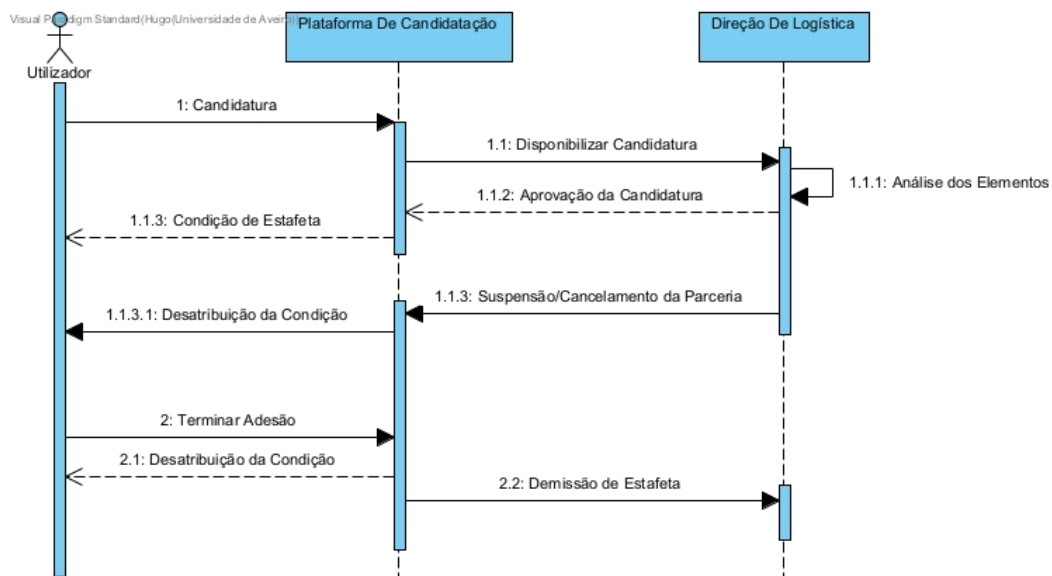 Visual Paradigm Standard(Hugo(Universidade de Aveiro))
Plataforma De Candidatação
Direção De Logística
Utilizador
1: Candidatura
1.1: Disponibilizar Candidatura
1.1.1: Análise dos Elementos
1.1.2: Aprovação da Candidatura
1.1.3: Condição de Estafeta
1.1.3: Suspensão/Cancelamento da Parceria
1.1.3.1: Desatribuição da Condição
2: Terminar Adesão
2.1: Desatribuição da Condição
2.2: Demissão de Estafeta